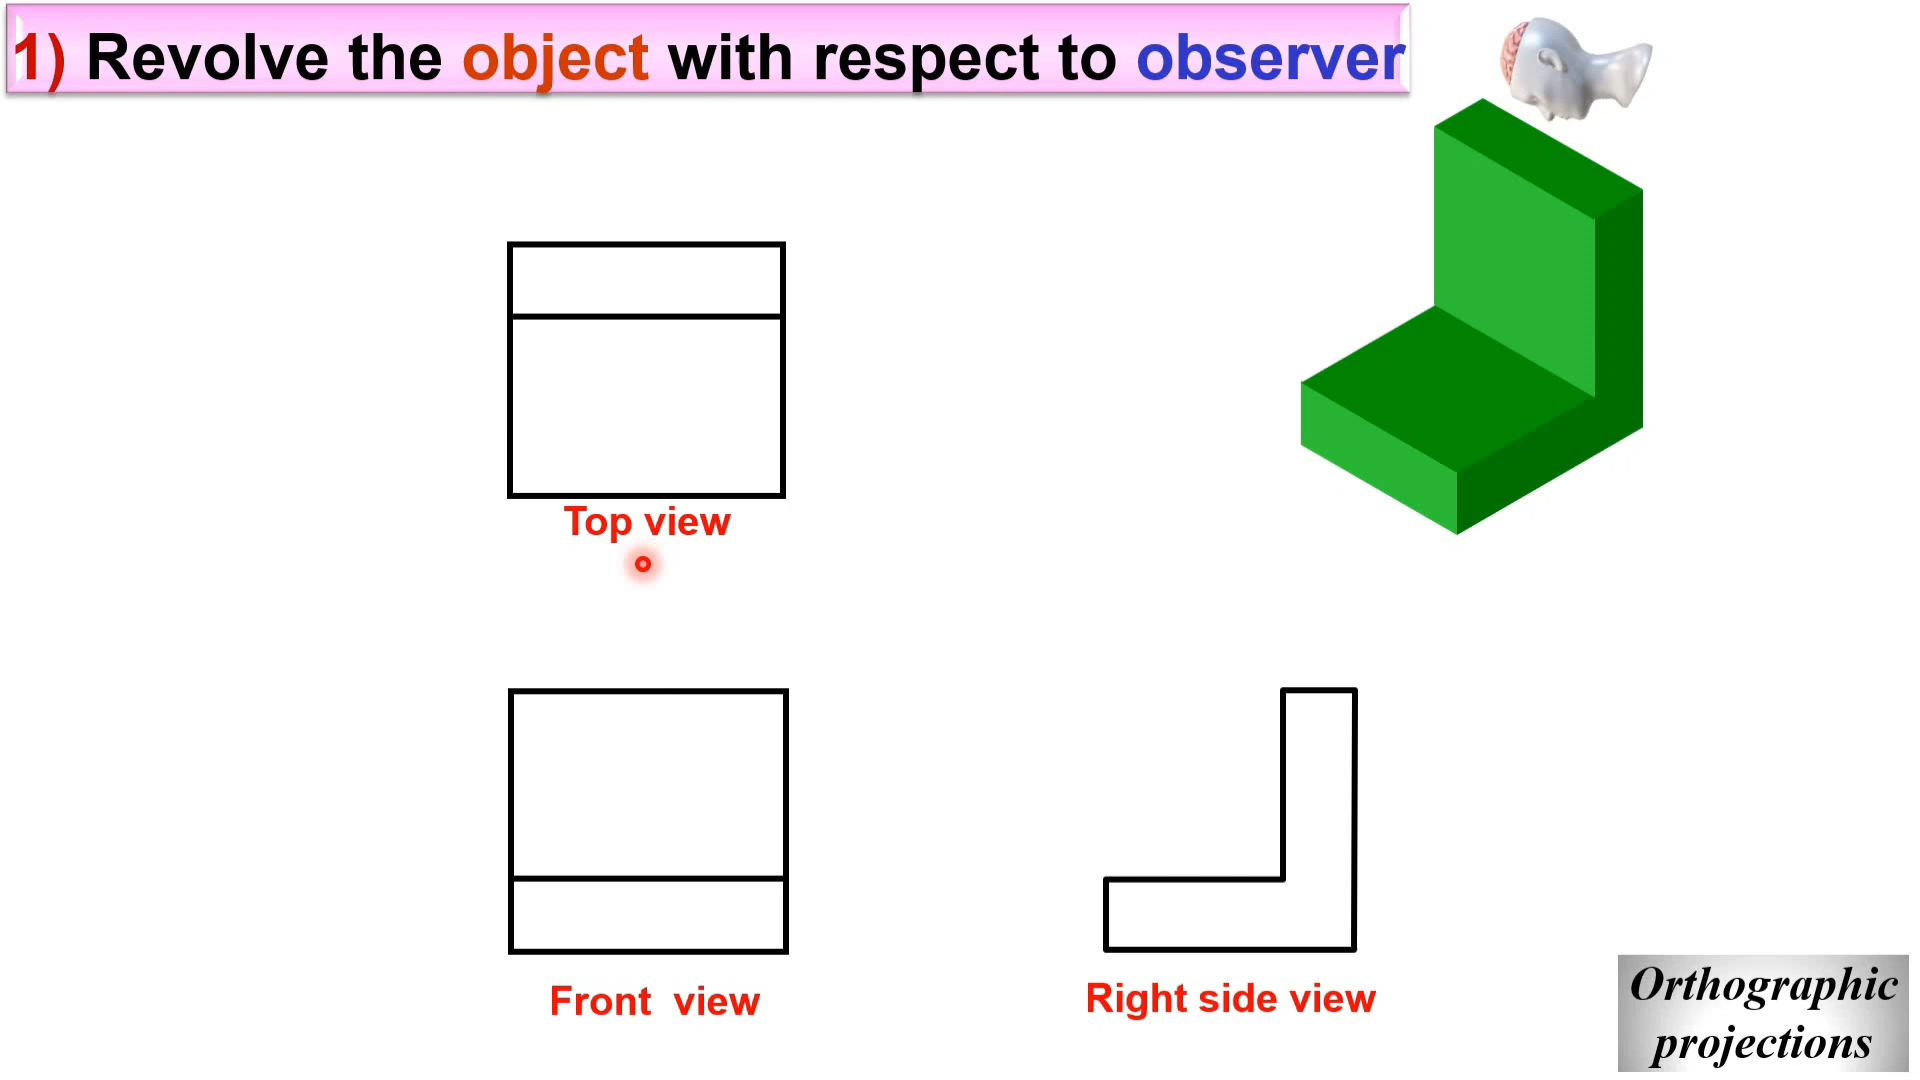 1) Revolve the object with respect to observer
Top view
Front view
Right side view
Orthographic
projections